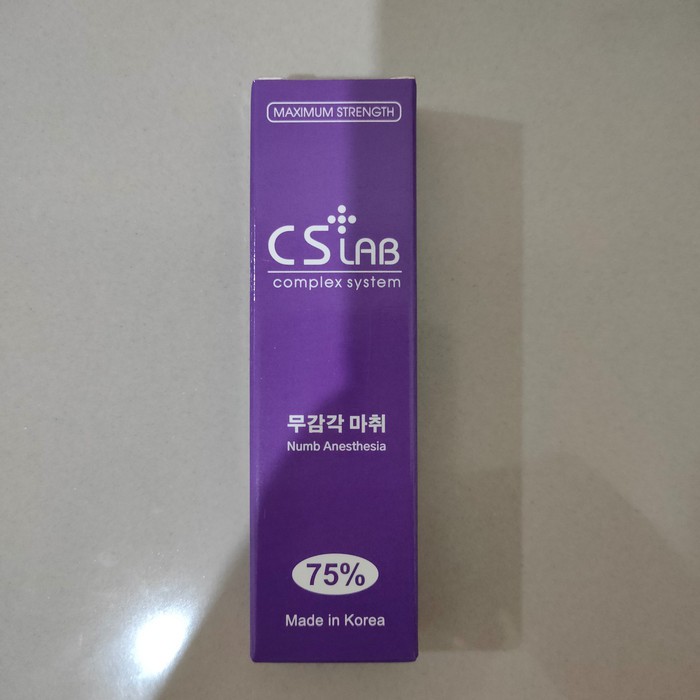 MAXIMUM STRENGTH
CS LAB
complex system
무감각 마취
Numb Anesthesia
75%
Made in Korea